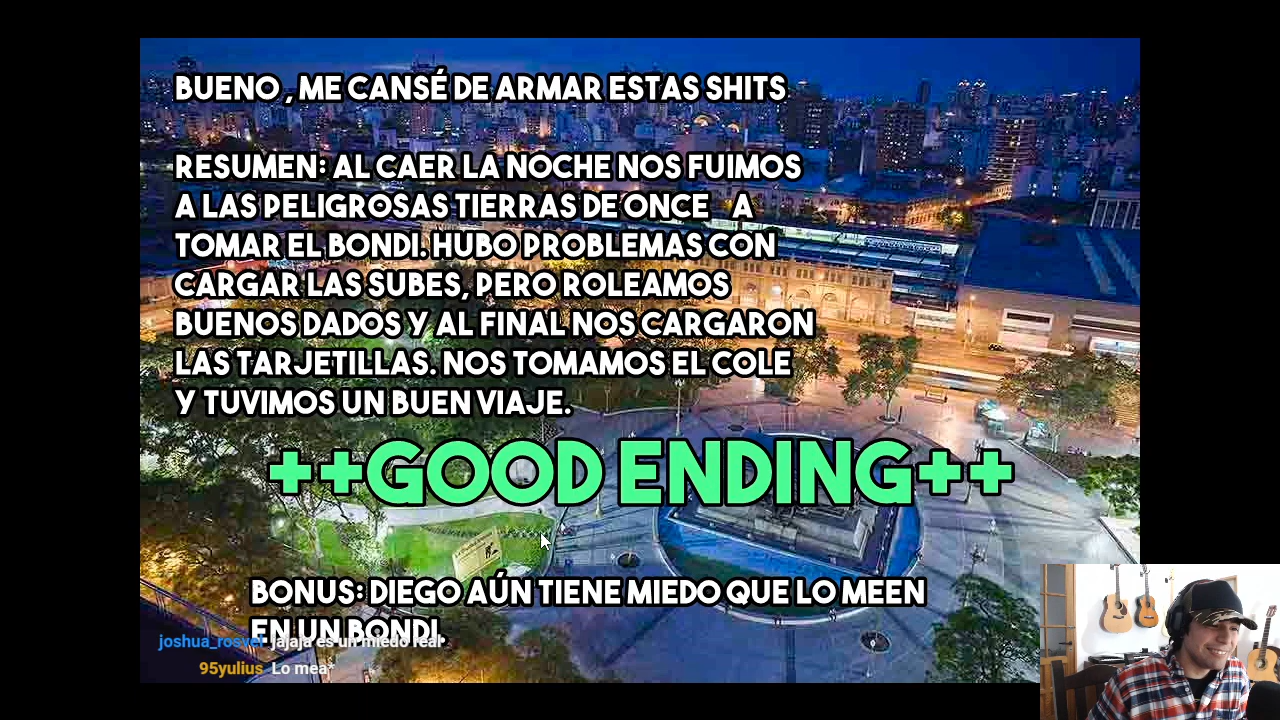 BUENO , ME CANSÉ DE ARMAR ESTAS SHITS
RESUMEN: AL CAER LA NOCHE NOS FUIMOS
A LAS PELIGROSAS TIERRAS DE ONCE A
TOMAR EL BONDI. HUBO PROBLEMAS CON
CARGAR LAS SUBES, PERO ROLEAMOS
BUENOS DADOS Y AL FINAL NOS CARGARON
LAS TARJETILLAS. NOS TOMAMOS EL COLE
Y TUVIMOS UN BUEN VIAJE.
++GOOD ENDING++
BONUS: DIEGO AÚN TIENE MIEDO QUE LO MEEN
EN UN BONDI.
jajaja es un miedo real
95yulius Lo mea*